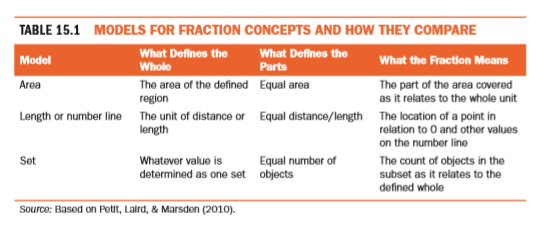 TABLE 15.1 MODELS FOR FRACTION CONCEPTS AND HOW THEY COMPARE
Model What Defines the Whole What Defines the Parts What the Fraction Means
Area The area of the defined region Equal area The part of the area covered as it relates to the whole unit
Length or number line The unit of distance or length Equal distance/length The location of a point in relation to 0 and other values on the number line
Set Whatever value is determined as one set Equal number of objects The count of objects in the subset as it relates to the defined whole
Source: Based on Petit, Laird, & Marsden (2010).